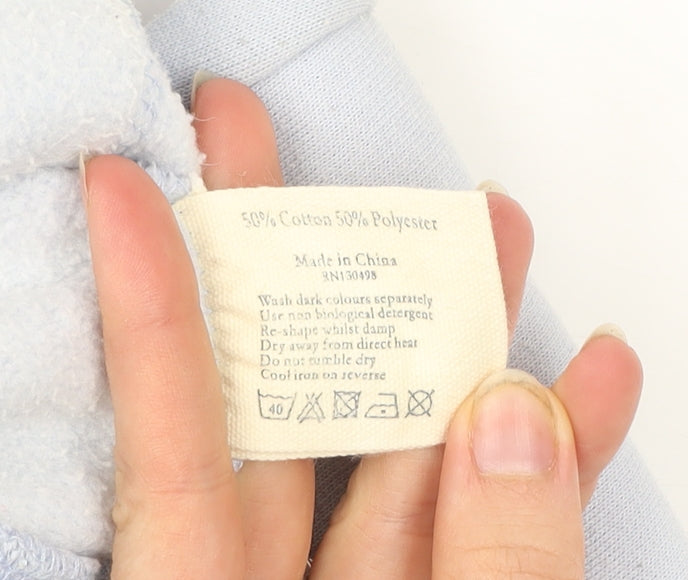 50% Cotton 50% Polyester
Made in China
RN130498
Wash dark colours separately
Use non biological detergent
Re-shape whilst damp
Dry away from direct heat
Do not tumble dry
Cool iron on reverse
40